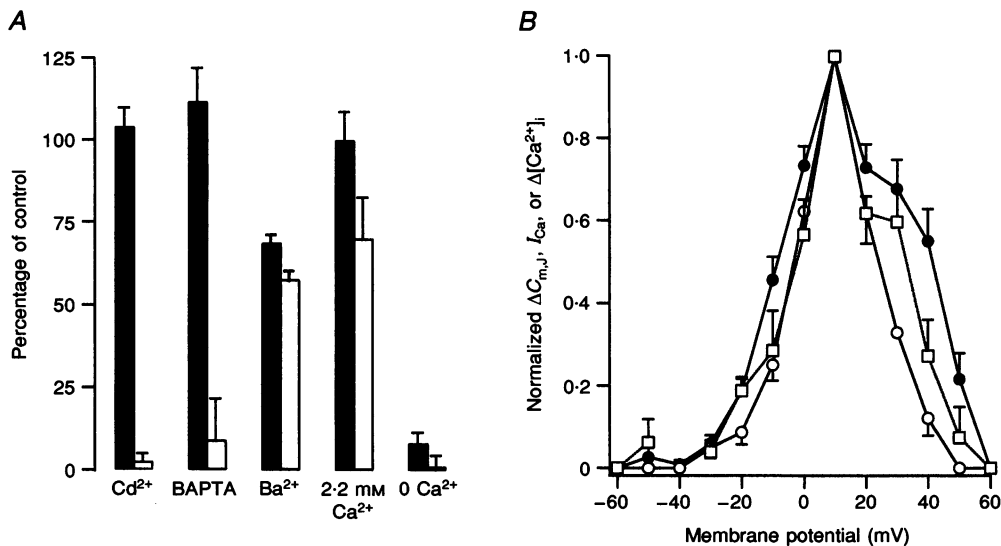 A
Percentage of control
125
100
75
50
25
0
Cd²⁺
BAPTA
Ba²⁺
2·2 mM
Ca²⁺
0 Ca²⁺
B
Normalized ΔCm,J, ICa, or Δ[Ca²⁺]i
1·0
0·8
0·6
0·4
0·2
0
−60
−40
−20
0
20
40
60
Membrane potential (mV)